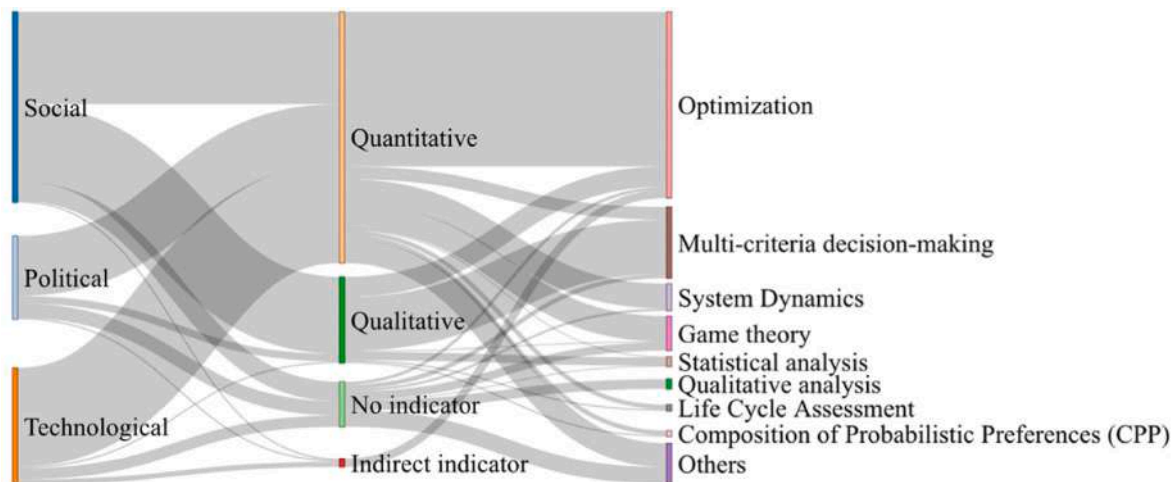 Social
Political
Technological
Quantitative
Qualitative
No indicator
Indirect indicator
Optimization
Multi-criteria decision-making
System Dynamics
Game theory
Statistical analysis
Qualitative analysis
Life Cycle Assessment
Composition of Probabilistic Preferences (CPP)
Others